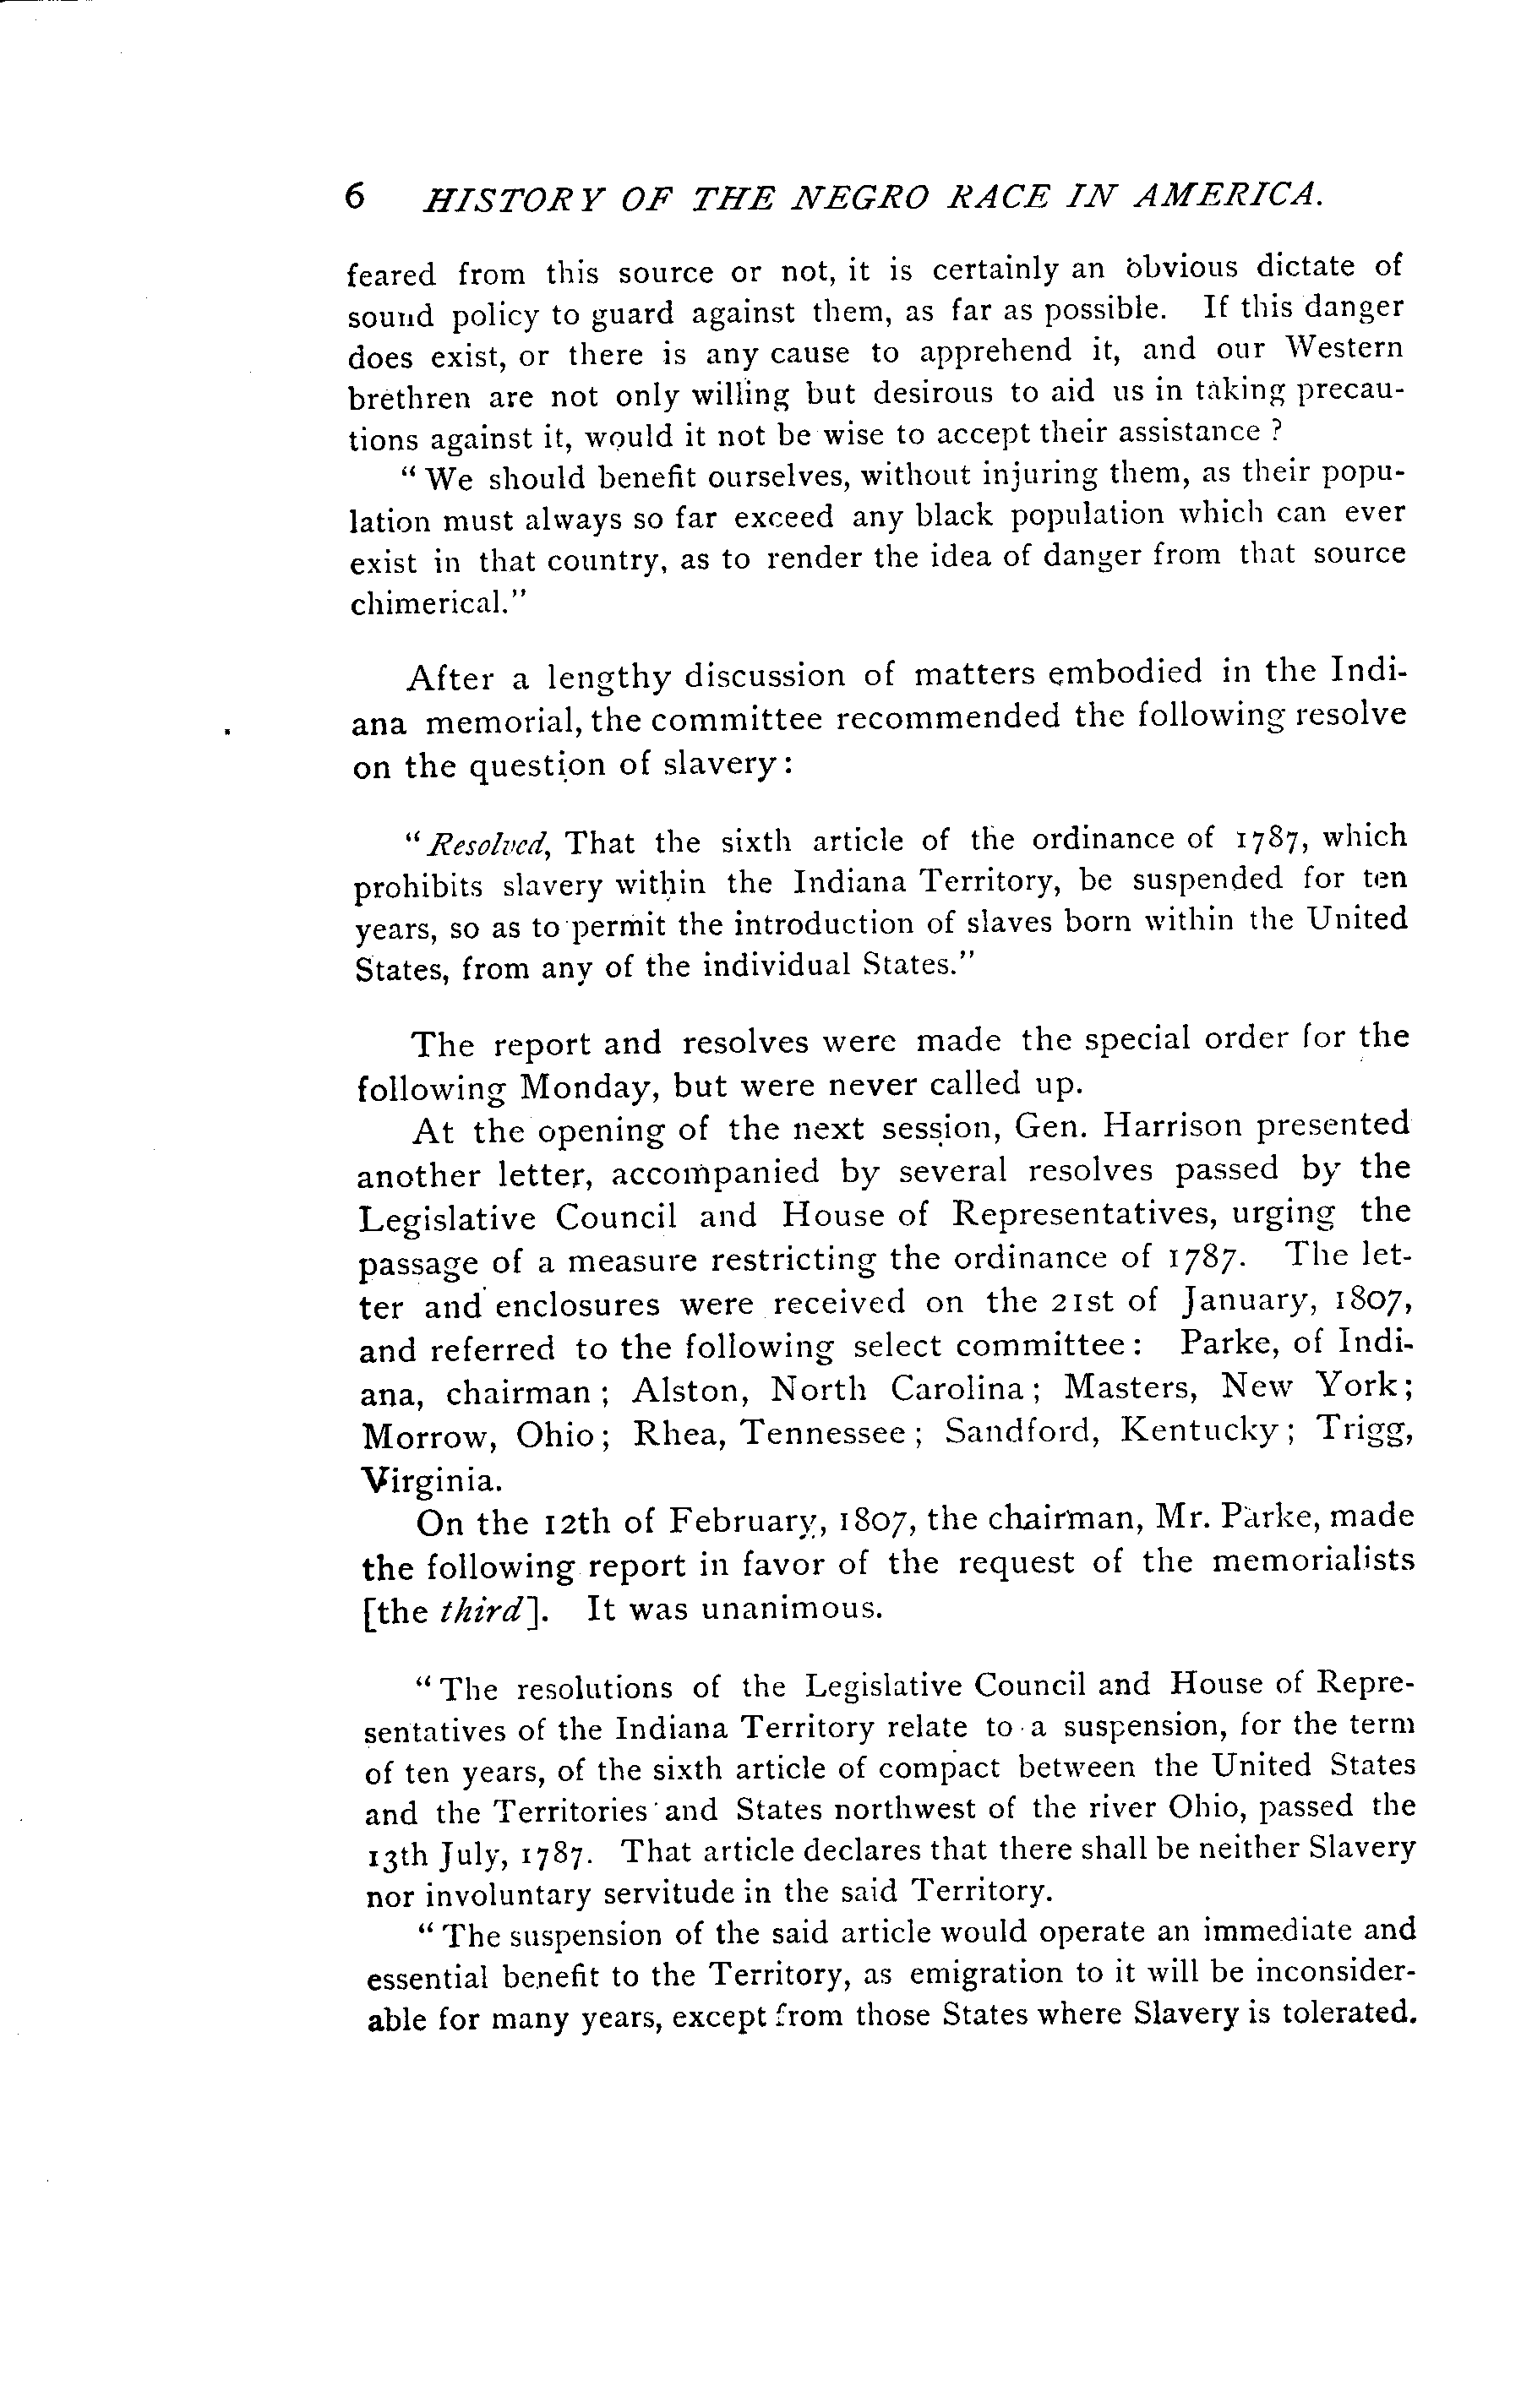 6 HISTORY OF THE NEGRO RACE IN AMERICA.
feared from this source or not, it is certainly an obvious dictate of
sound policy to guard against them, as far as possible. If this danger
does exist, or there is any cause to apprehend it, and our Western
brethren are not only willing but desirous to aid us in taking precau-
tions against it, would it not be wise to accept their assistance ?
“ We should benefit ourselves, without injuring them, as their popu-
lation must always so far exceed any black population which can ever
exist in that country, as to render the idea of danger from that source
chimerical.”
After a lengthy discussion of matters embodied in the Indi-
ana memorial, the committee recommended the following resolve
on the question of slavery :
“ Resolved, That the sixth article of the ordinance of 1787, which
prohibits slavery within the Indiana Territory, be suspended for ten
years, so as to permit the introduction of slaves born within the United
States, from any of the individual States.”
The report and resolves were made the special order for the
following Monday, but were never called up.
At the opening of the next session, Gen. Harrison presented
another letter, accompanied by several resolves passed by the
Legislative Council and House of Representatives, urging the
passage of a measure restricting the ordinance of 1787. The let-
ter and enclosures were received on the 21st of January, 1807,
and referred to the following select committee : Parke, of Indi-
ana, chairman ; Alston, North Carolina ; Masters, New York ;
Morrow, Ohio ; Rhea, Tennessee ; Sandford, Kentucky ; Trigg,
Virginia.
On the 12th of February, 1807, the chairman, Mr. Parke, made
the following report in favor of the request of the memorialists
[the third]. It was unanimous.
“ The resolutions of the Legislative Council and House of Repre-
sentatives of the Indiana Territory relate to a suspension, for the term
of ten years, of the sixth article of compact between the United States
and the Territories and States northwest of the river Ohio, passed the
13th July, 1787. That article declares that there shall be neither Slavery
nor involuntary servitude in the said Territory.
“ The suspension of the said article would operate an immediate and
essential benefit to the Territory, as emigration to it will be inconsider-
able for many years, except from those States where Slavery is tolerated.